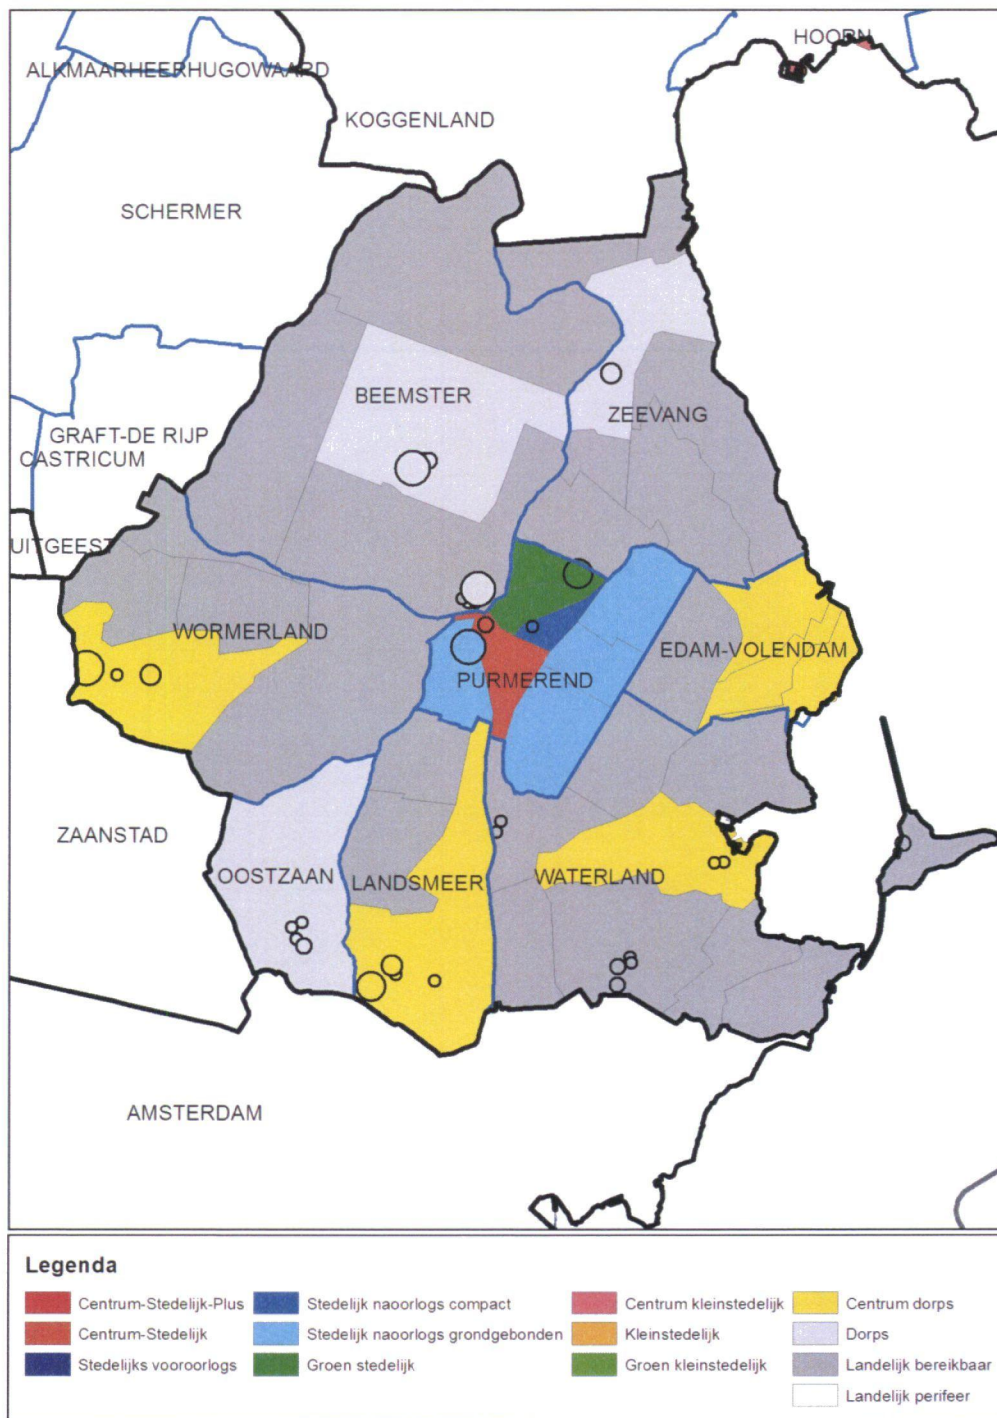 HOORN
ALKMAAR
HEERHUGOWAARD
KOGGENLAND
SCHERMER
BEEMSTER
ZEEVANG
GRAFT-DE RIJP
CASTRICUM
UITGEEST
WORMERLAND
EDAM-VOLENDAM
PURMEREND
ZAANSTAD
OOSTZAAN
LANDSMEER
WATERLAND
AMSTERDAM
Legenda
Centrum-Stedelijk-Plus
Centrum-Stedelijk
Stedelijks vooroorlogs
Stedelijk naoorlogs compact
Stedelijk naoorlogs grondgebonden
Groen stedelijk
Centrum kleinstedelijk
Kleinstedelijk
Groen kleinstedelijk
Centrum dorps
Dorps
Landelijk bereikbaar
Landelijk perifeer